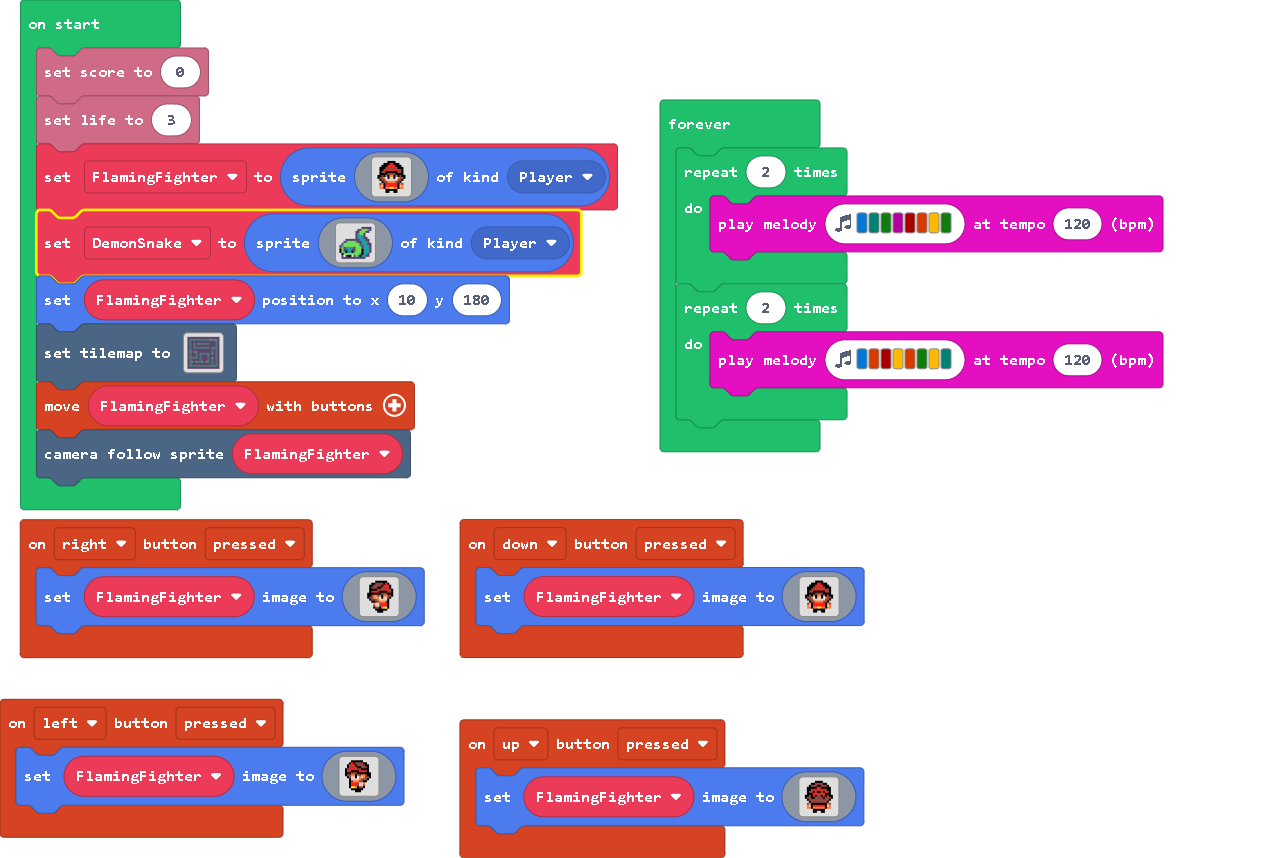 on start
set score to 0
set life to 3
set FlamingFighter to sprite of kind Player
set DemonSnake to sprite of kind Player
set FlamingFighter position to x 10 y 180
set tilemap to
move FlamingFighter with buttons
camera follow sprite FlamingFighter
forever
repeat 2 times
do play melody at tempo 120 (bpm)
repeat 2 times
do play melody at tempo 120 (bpm)
on right button pressed
set FlamingFighter image to
on down button pressed
set FlamingFighter image to
on left button pressed
set FlamingFighter image to
on up button pressed
set FlamingFighter image to